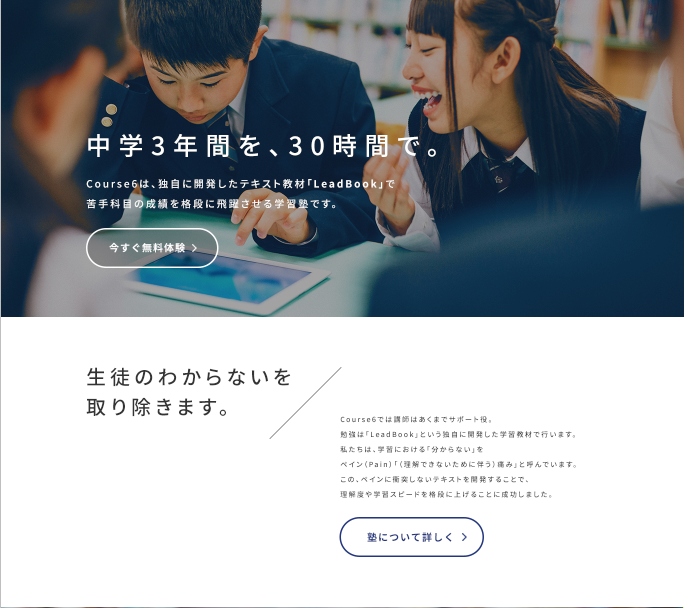 中学3年間を、30時間で。
Course6は、独自に開発したテキスト教材「LeadBook」で
苦手科目の成績を格段に飛躍させる学習塾です。
今すぐ無料体験
生徒のわからないを
取り除きます。
Course6では講師はあくまでサポート役。
勉強は「LeadBook」という独自に開発した学習教材で行います。
私たちは、学習における「分からない」を
ペイン(Pain)「(理解できないために伴う)痛み」と呼んでいます。
この、ペインに衝突しないテキストを開発することで、
理解度や学習スピードを格段に上げることに成功しました。
塾について詳しく